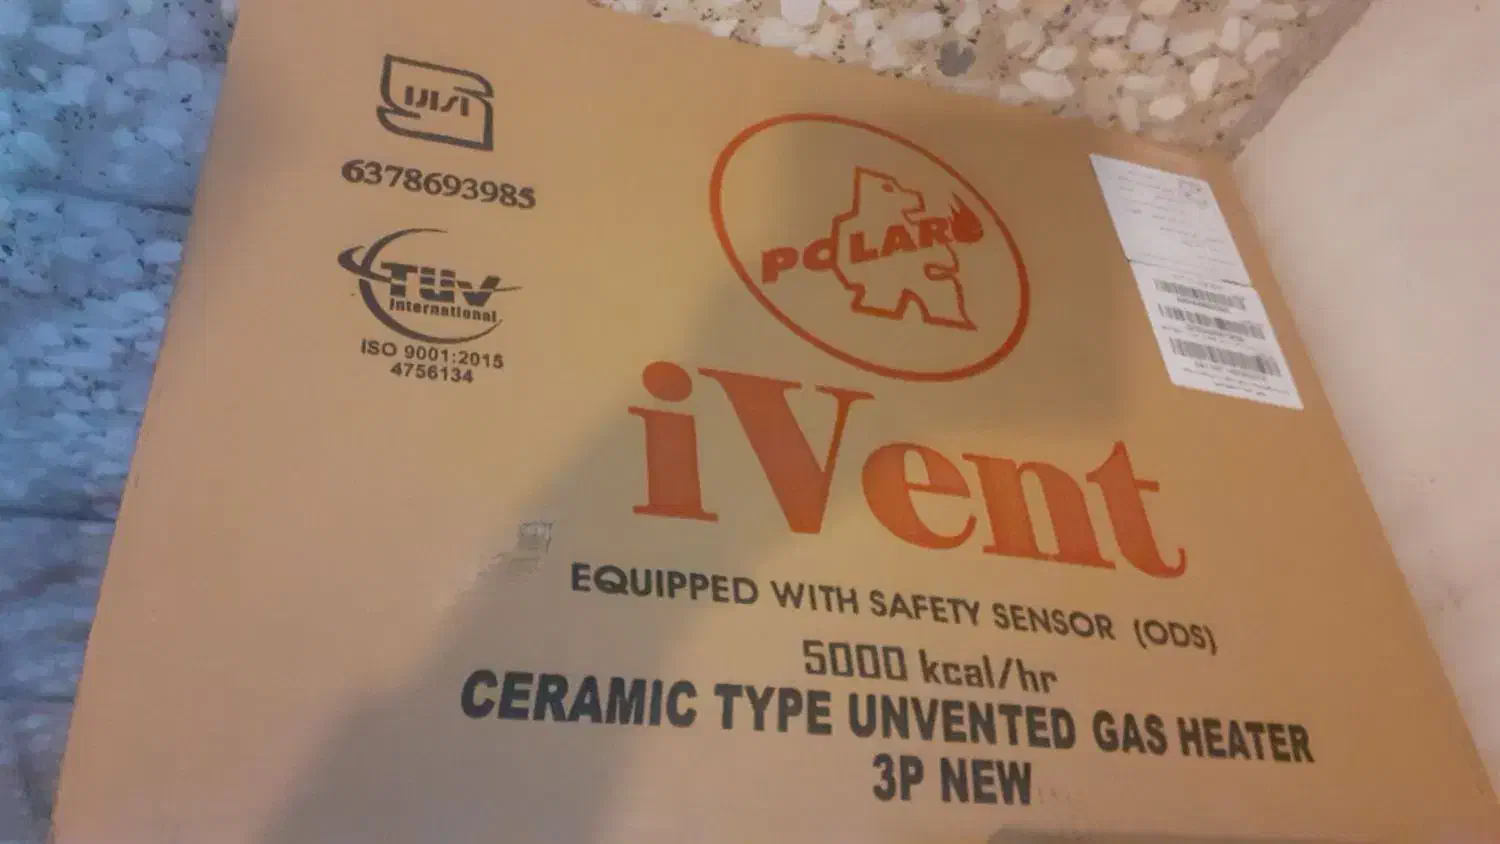 6378693985
TÜV
International
ISO 9001:2015
4756134
POLAR
iVent
EQUIPPED WITH SAFETY SENSOR (ODS)
5000 kcal/hr
CERAMIC TYPE UNVENTED GAS HEATER
3P NEW